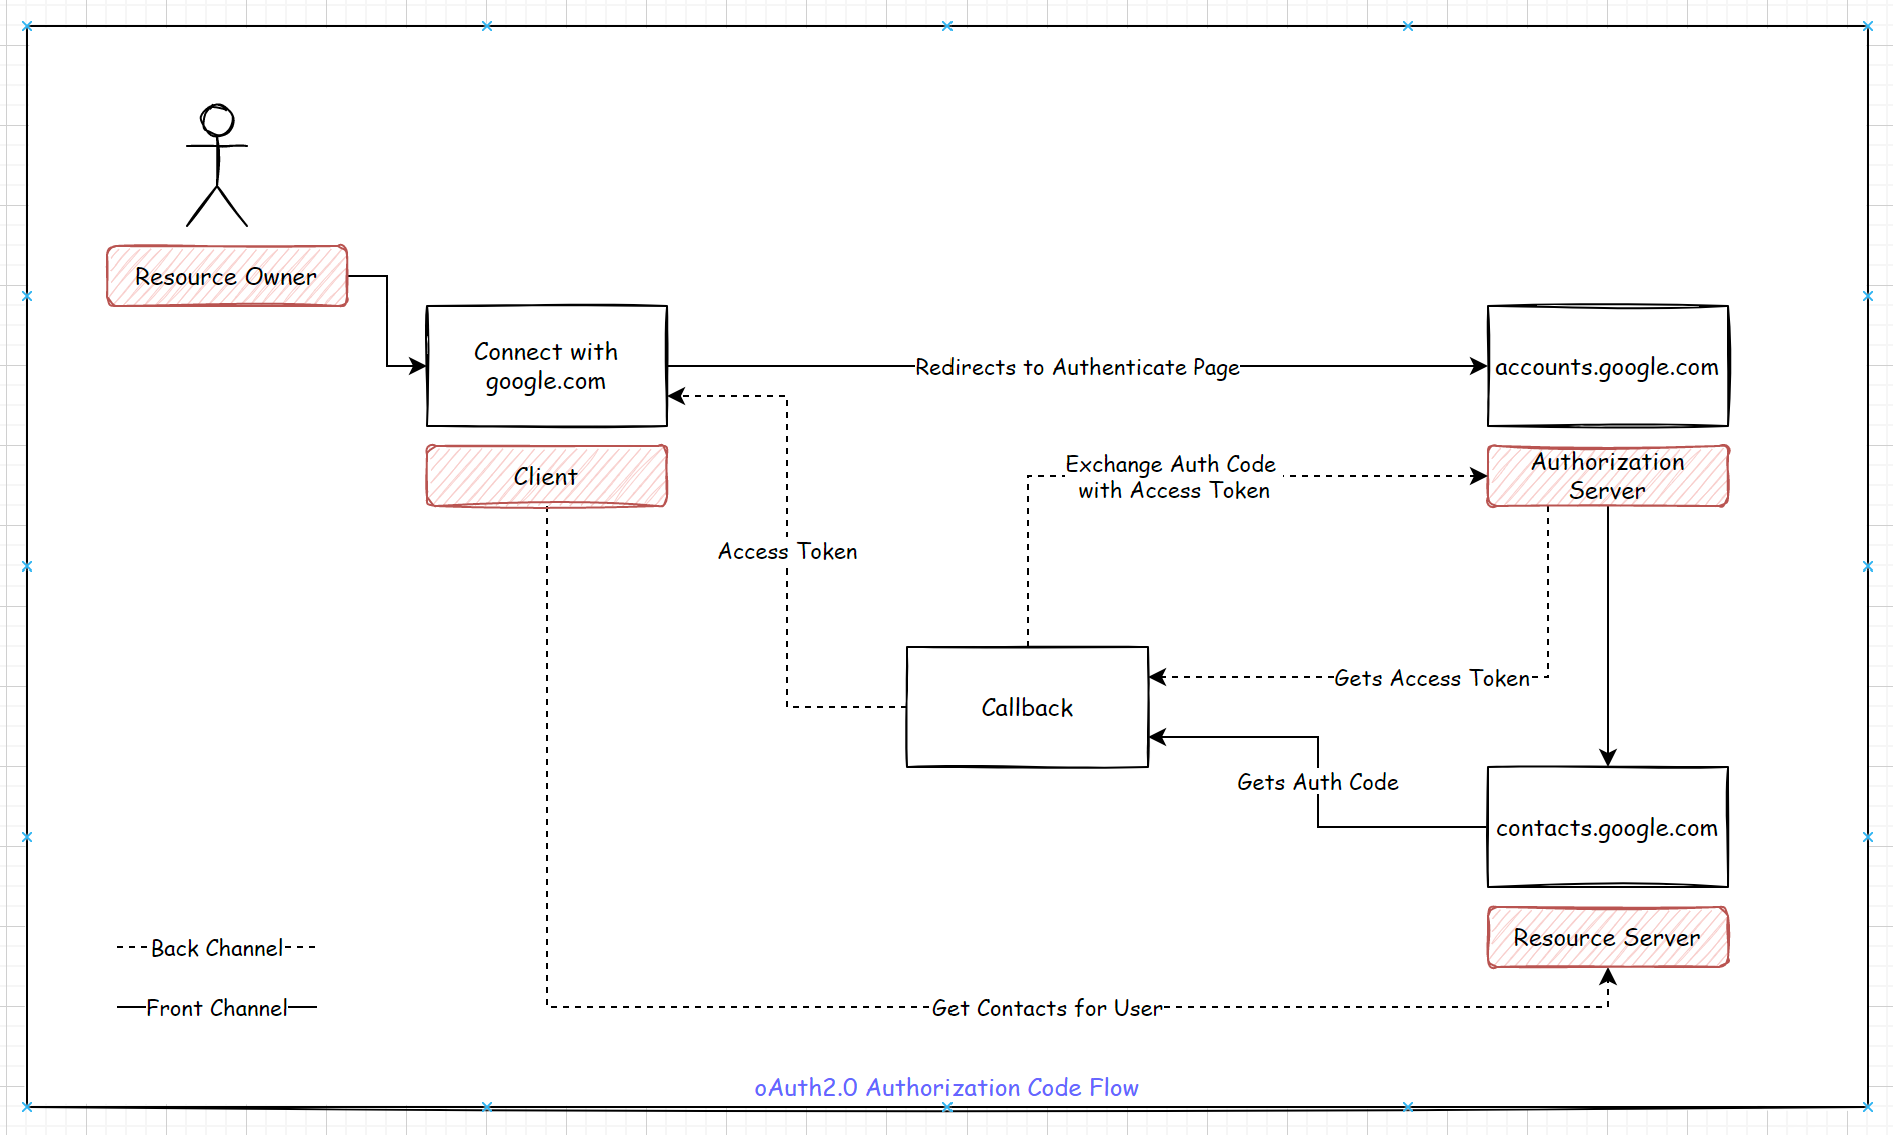 Resource Owner
Connect with
google.com
Redirects to Authenticate Page
accounts.google.com
Client
Exchange Auth Code
with Access Token
Authorization
Server
Access Token
Gets Access Token
Callback
Gets Auth Code
contacts.google.com
Resource Server
Back Channel
Front Channel
Get Contacts for User
oAuth2.0 Authorization Code Flow